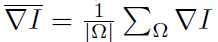 $\overline{\nabla I} = \frac{1}{|\Omega|} \sum_{\Omega} \nabla I$